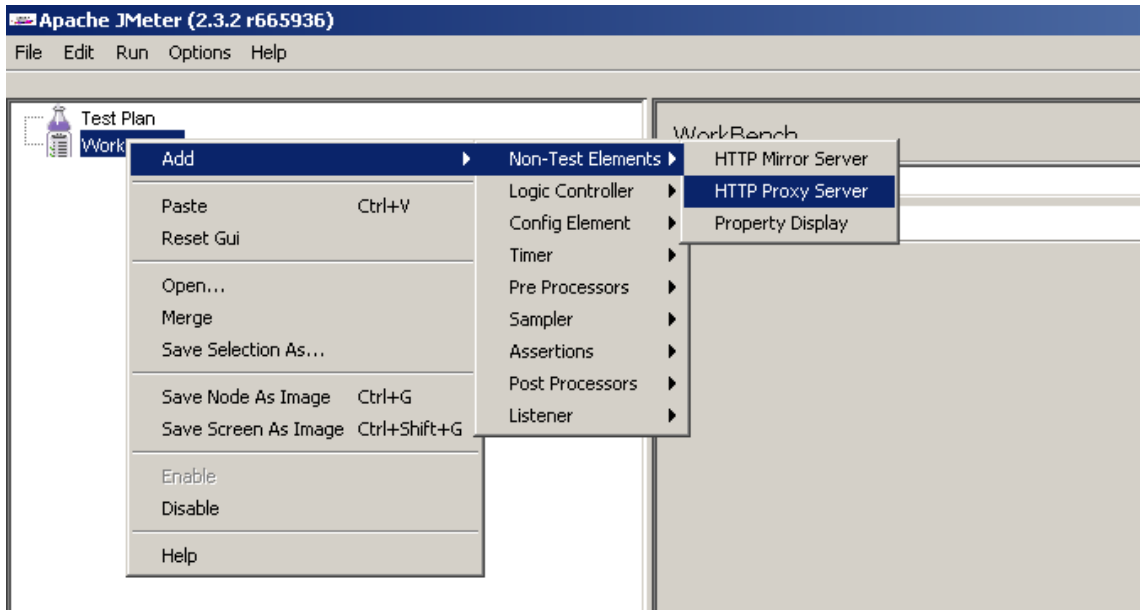 Apache JMeter (2.3.2 r665936)
File Edit Run Options Help
Test Plan
Work
WorkBench
Add
Paste Ctrl+V
Reset Gui
Open...
Merge
Save Selection As...
Save Node As Image Ctrl+G
Save Screen As Image Ctrl+Shift+G
Enable
Disable
Help
Non-Test Elements
Logic Controller
Config Element
Timer
Pre Processors
Sampler
Assertions
Post Processors
Listener
HTTP Mirror Server
HTTP Proxy Server
Property Display